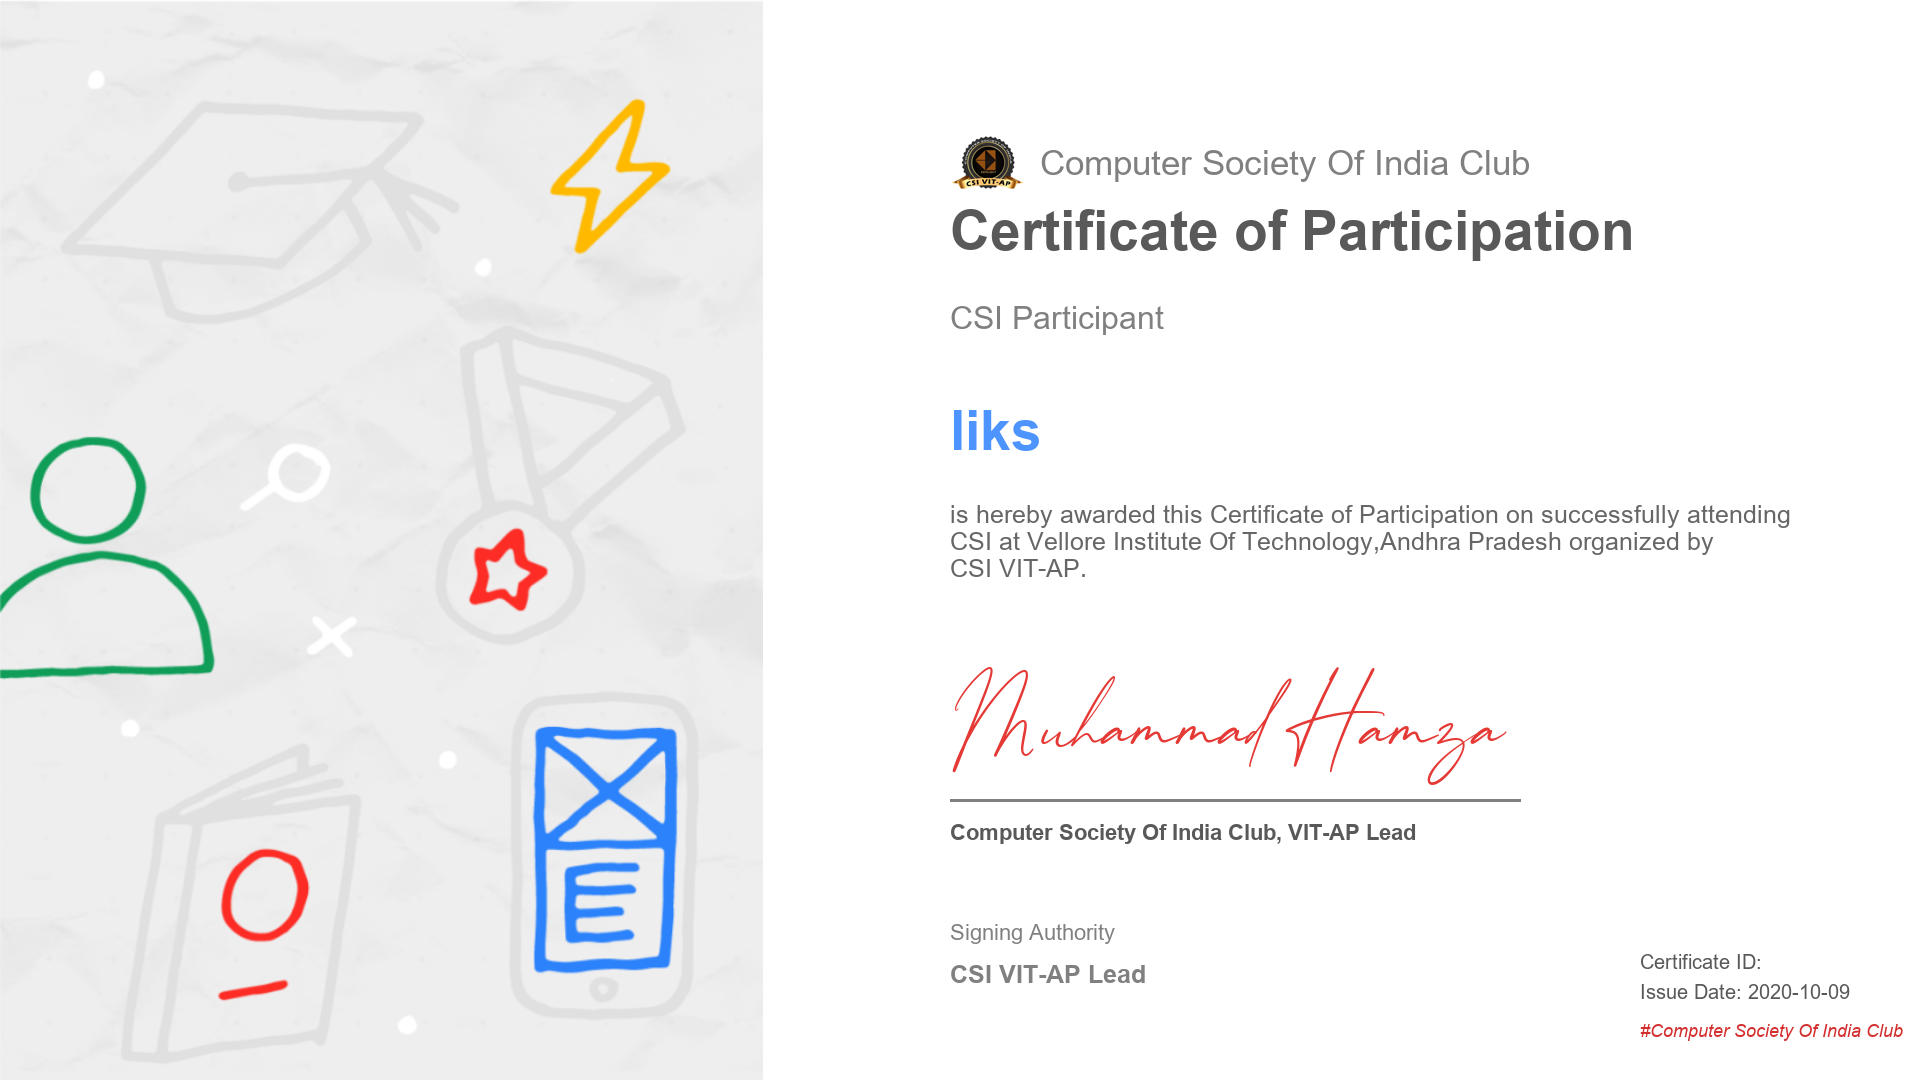 CSI VIT-AP
Computer Society Of India Club
Certificate of Participation
CSI Participant
liks
is hereby awarded this Certificate of Participation on successfully attending
CSI at Vellore Institute Of Technology,Andhra Pradesh organized by
CSI VIT-AP.
Muhammad Hamza
Computer Society Of India Club, VIT-AP Lead
Signing Authority
CSI VIT-AP Lead
Certificate ID:
Issue Date: 2020-10-09
#Computer Society Of India Club